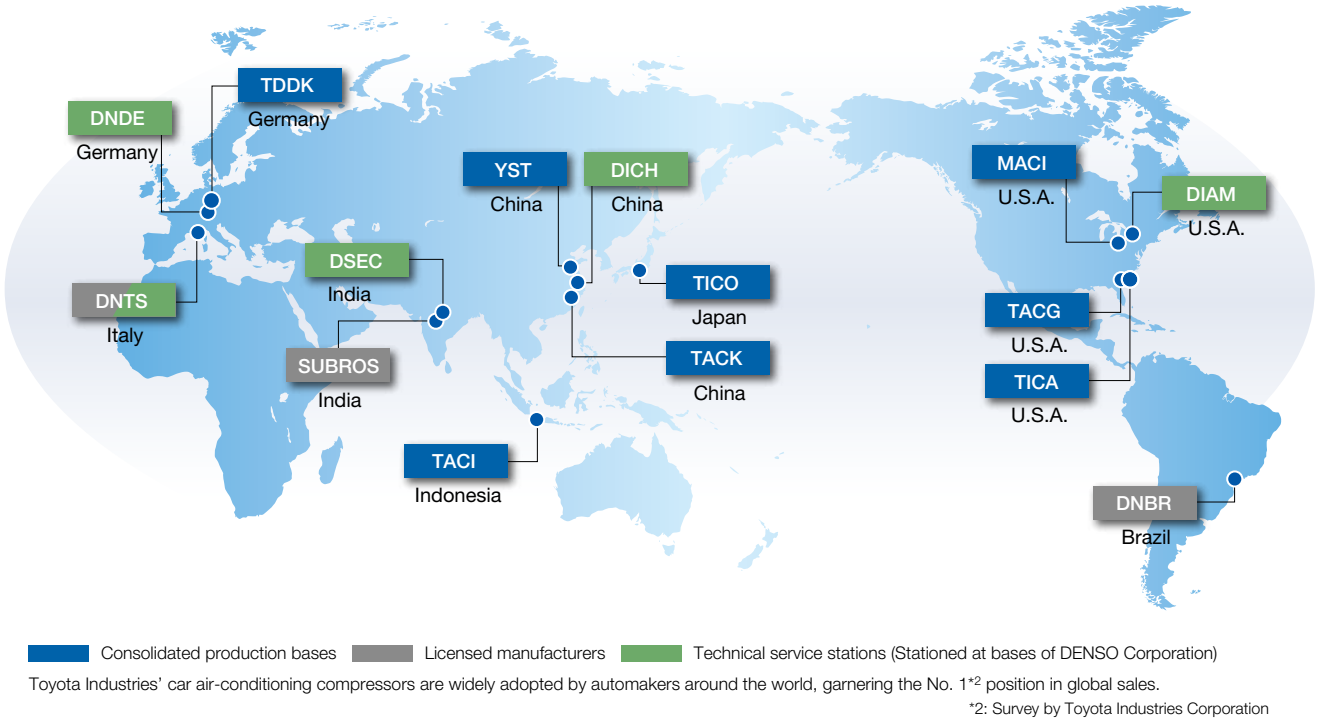 TDDK
Germany
DNDE
Germany
YST
China
DICH
China
MACI
U.S.A.
DIAM
U.S.A.
DSEC
India
DNTS
Italy
TICO
Japan
TACG
U.S.A.
SUBROS
India
TACK
China
TICA
U.S.A.
TACI
Indonesia
DNBR
Brazil
Consolidated production bases Licensed manufacturers Technical service stations (Stationed at bases of DENSO Corporation)
Toyota Industries’ car air-conditioning compressors are widely adopted by automakers around the world, garnering the No. 1*2 position in global sales.
*2: Survey by Toyota Industries Corporation